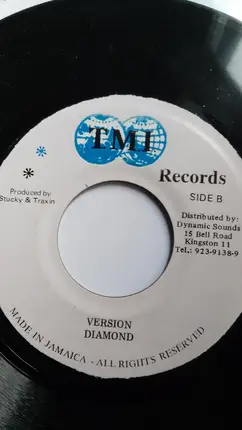 TMI
Records
SIDE B
Produced by
Stucky & Traxin
Distributed by:
Dynamic Sounds
15 Bell Road
Kingston 11
Tel.: 923-9138-9
VERSION
DIAMOND
MADE IN JAMAICA - ALL RIGHTS RESERVED